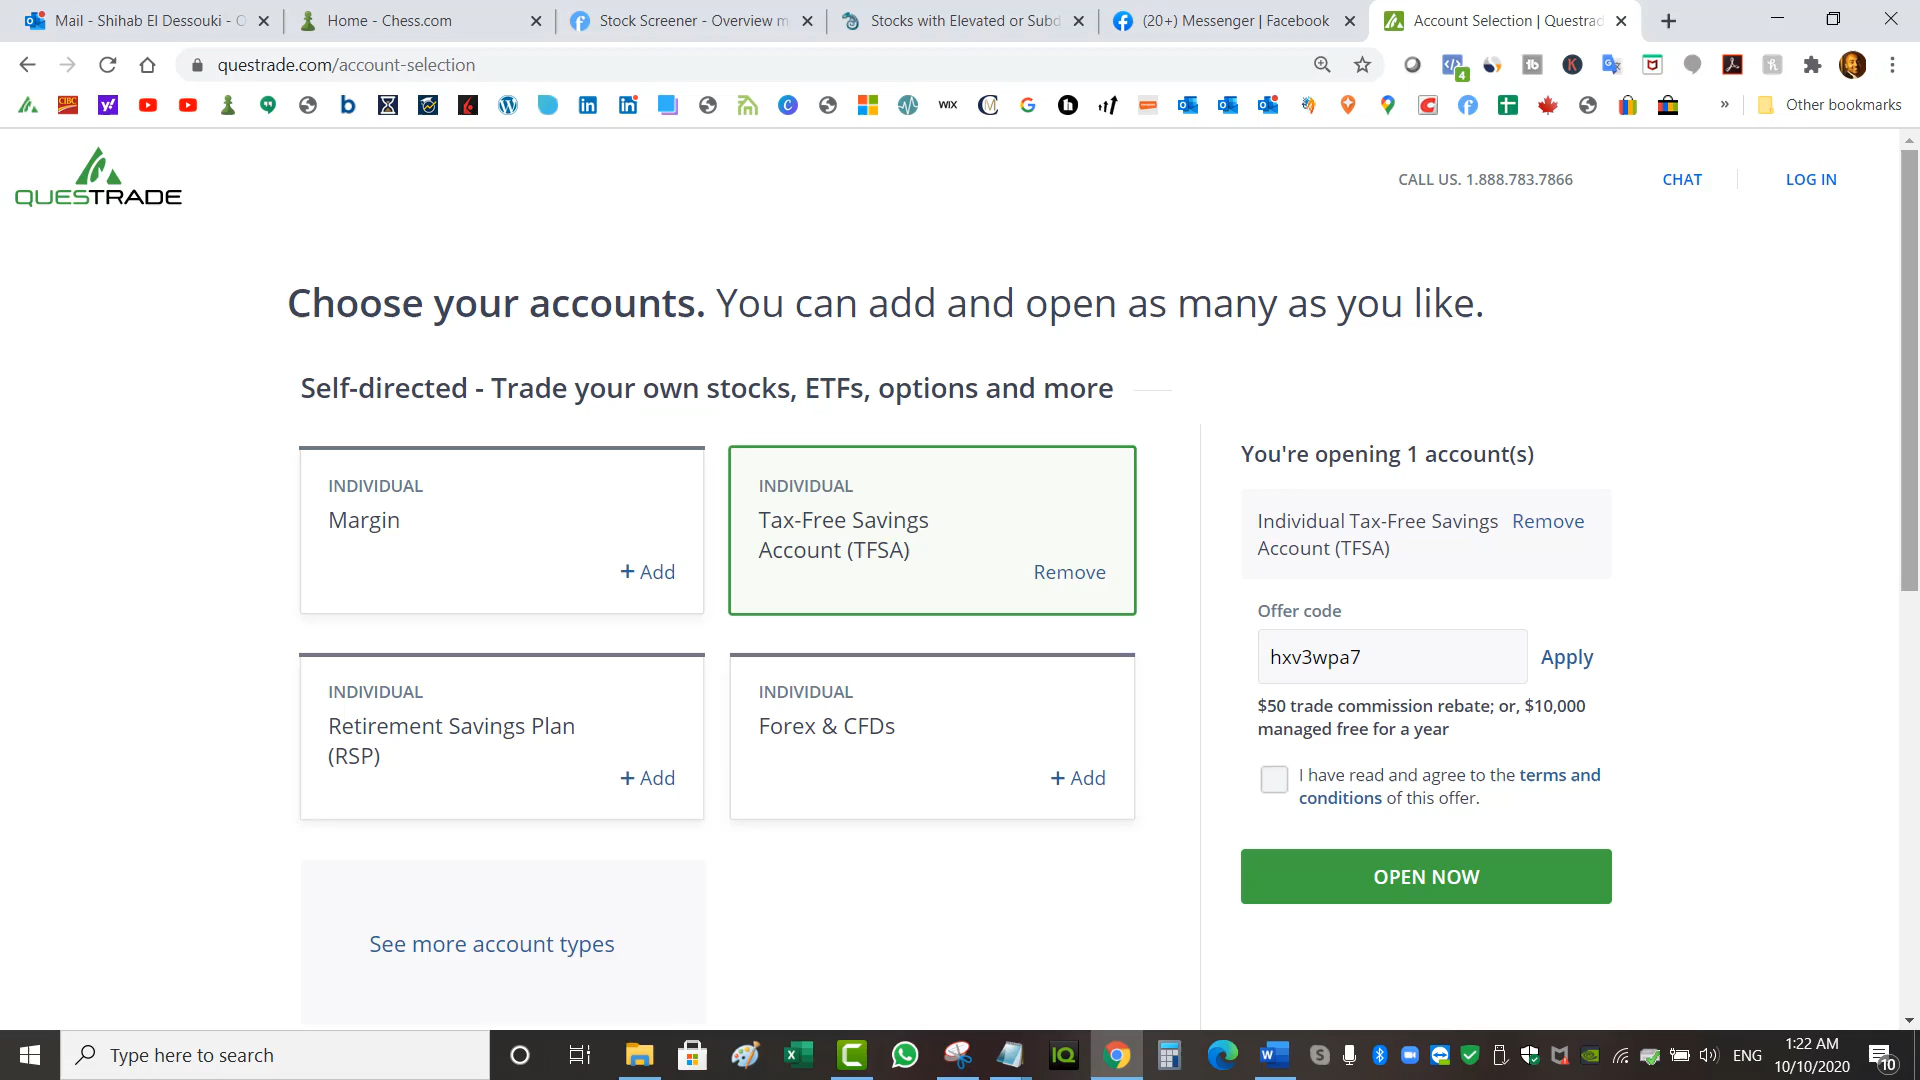 Mail - Shihab El Dessouki - O
Home - Chess.com
Stock Screener - Overview m
Stocks with Elevated or Subd
(20+) Messenger | Facebook
Account Selection | Questrad
questrade.com/account-selection
Other bookmarks
QUESTRADE
CALL US. 1.888.783.7866
CHAT
LOG IN
Choose your accounts. You can add and open as many as you like.
Self-directed - Trade your own stocks, ETFs, options and more
INDIVIDUAL
Margin
+ Add
INDIVIDUAL
Tax-Free Savings
Account (TFSA)
Remove
INDIVIDUAL
Retirement Savings Plan
(RSP)
+ Add
INDIVIDUAL
Forex & CFDs
+ Add
See more account types
You're opening 1 account(s)
Individual Tax-Free Savings
Account (TFSA)
Remove
Offer code
hxv3wpa7
Apply
$50 trade commission rebate; or, $10,000
managed free for a year
I have read and agree to the terms and
conditions of this offer.
OPEN NOW
Type here to search
ENG
1:22 AM
10/10/2020
10